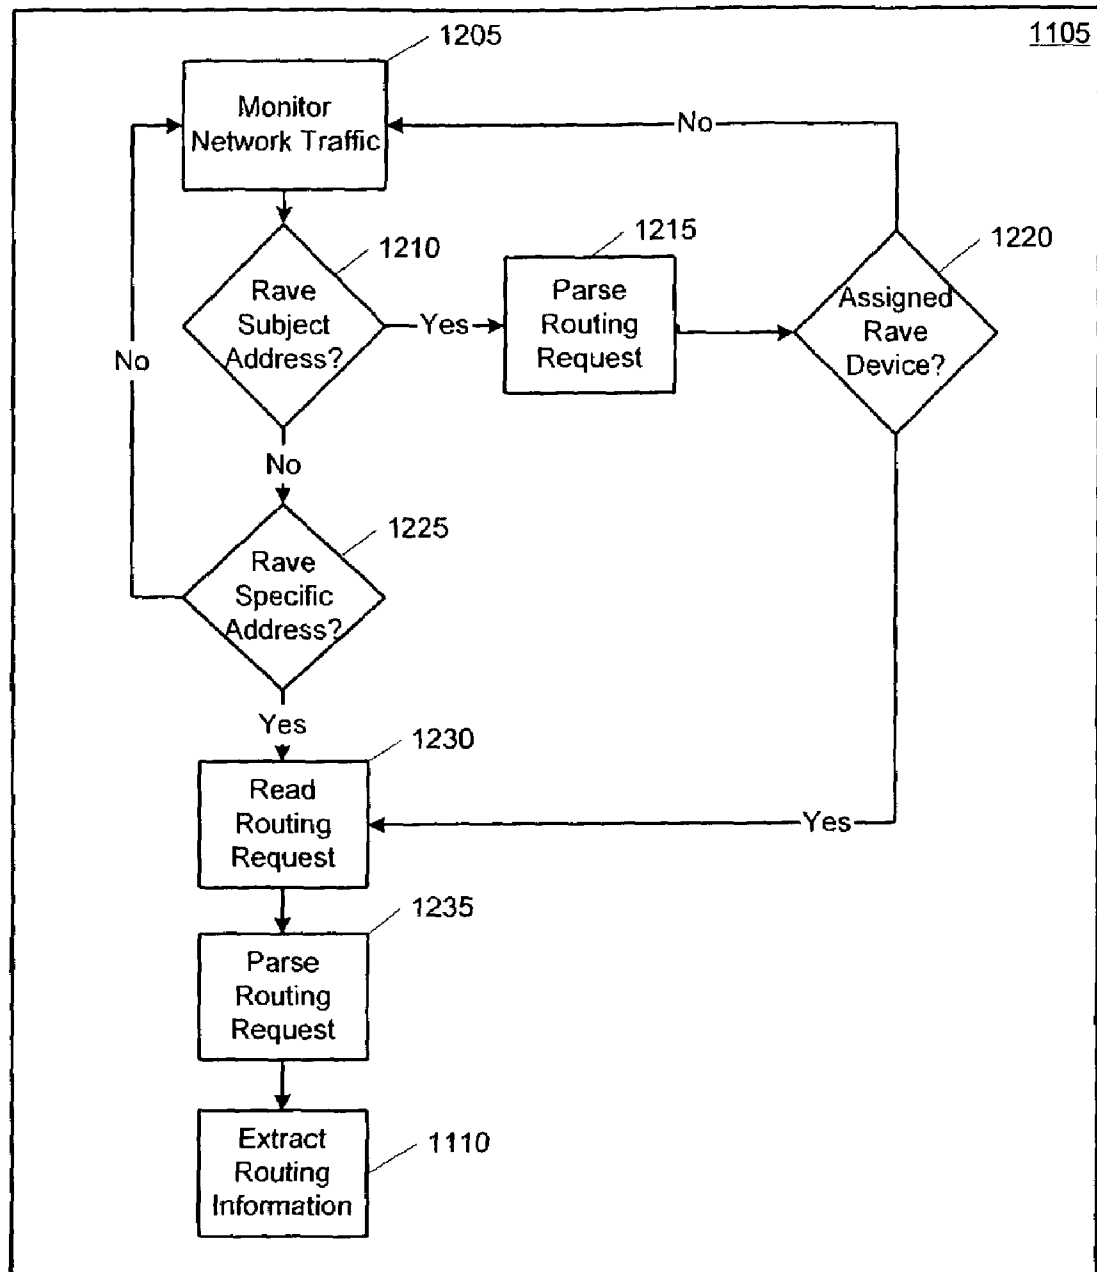 1105
1205
Monitor
Network Traffic
No
1210
Rave
Subject
Address?
Yes
1215
Parse
Routing
Request
1220
Assigned
Rave
Device?
No
No
1225
Rave
Specific
Address?
Yes
1230
Read
Routing
Request
Yes
1235
Parse
Routing
Request
Extract
Routing
Information
1110